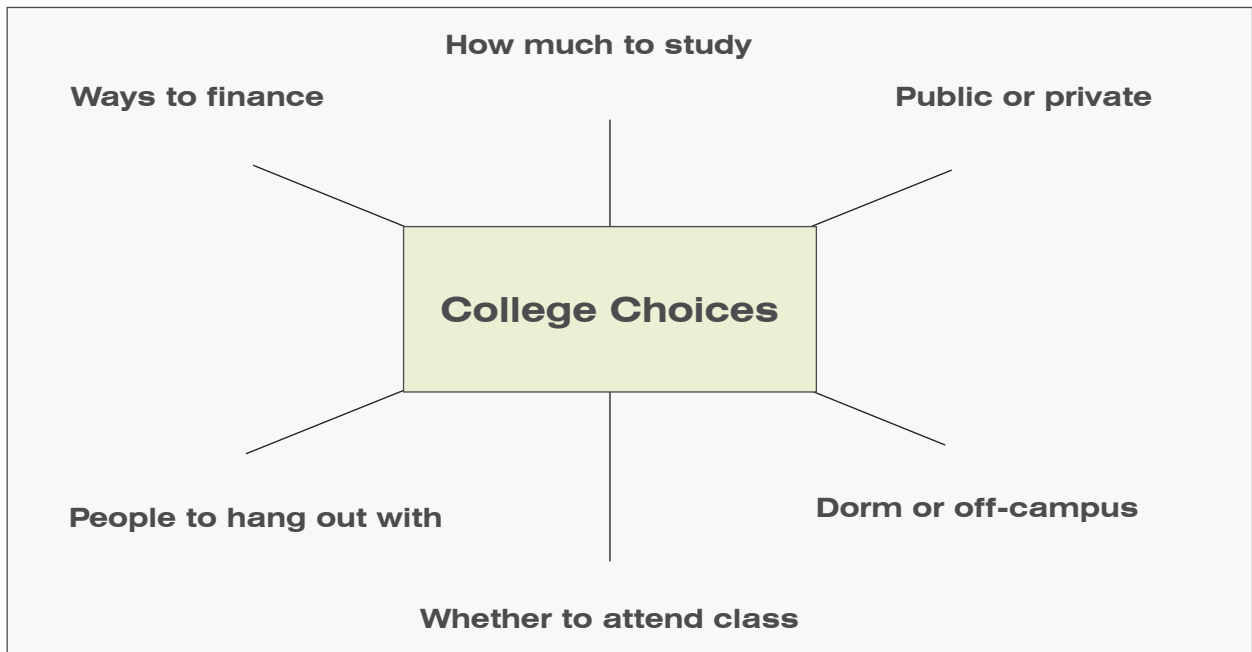 How much to study
Ways to finance
Public or private
College Choices
People to hang out with
Dorm or off-campus
Whether to attend class